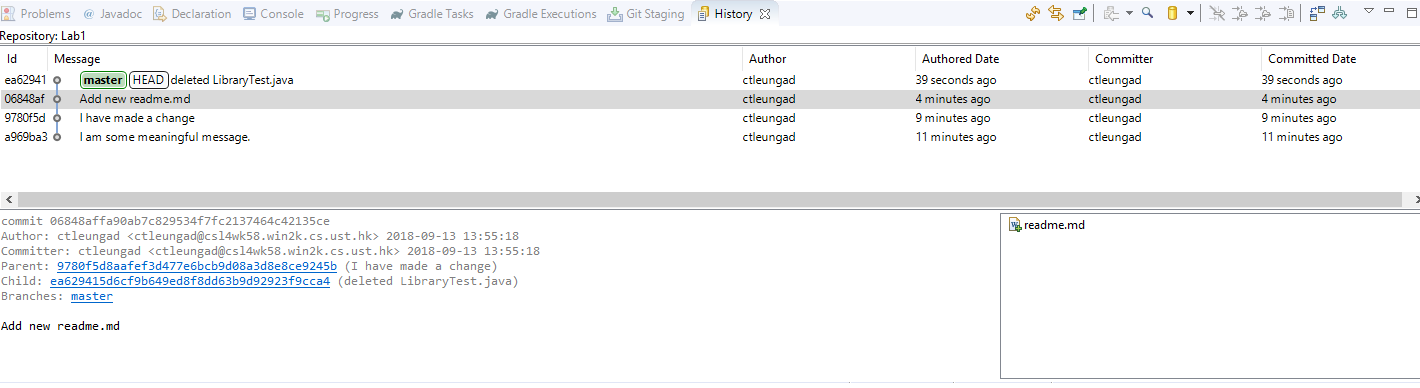 Problems @ Javadoc Declaration Console Progress Gradle Tasks Gradle Executions Git Staging History
Repository: Lab1
Id Message Author Authored Date Committer Committed Date
ea62941 master HEAD deleted LibraryTest.java ctleungad 39 seconds ago ctleungad 39 seconds ago
06848af Add new readme.md ctleungad 4 minutes ago ctleungad 4 minutes ago
9780f5d I have made a change ctleungad 9 minutes ago ctleungad 9 minutes ago
a969ba3 I am some meaningful message. ctleungad 11 minutes ago ctleungad 11 minutes ago
commit 06848affa90ab7c829534f7fc2137464c42135ce
Author: ctleungad <ctleungad@csl4wk58.win2k.cs.ust.hk> 2018-09-13 13:55:18
Committer: ctleungad <ctleungad@csl4wk58.win2k.cs.ust.hk> 2018-09-13 13:55:18
Parent: 9780f5d8aafef3d477e6bcb9d08a3d8e8ce9245b (I have made a change)
Child: ea629415d6cf9b649ed8f8dd63b9d92923f9cca4 (deleted LibraryTest.java)
Branches: master
Add new readme.md
readme.md